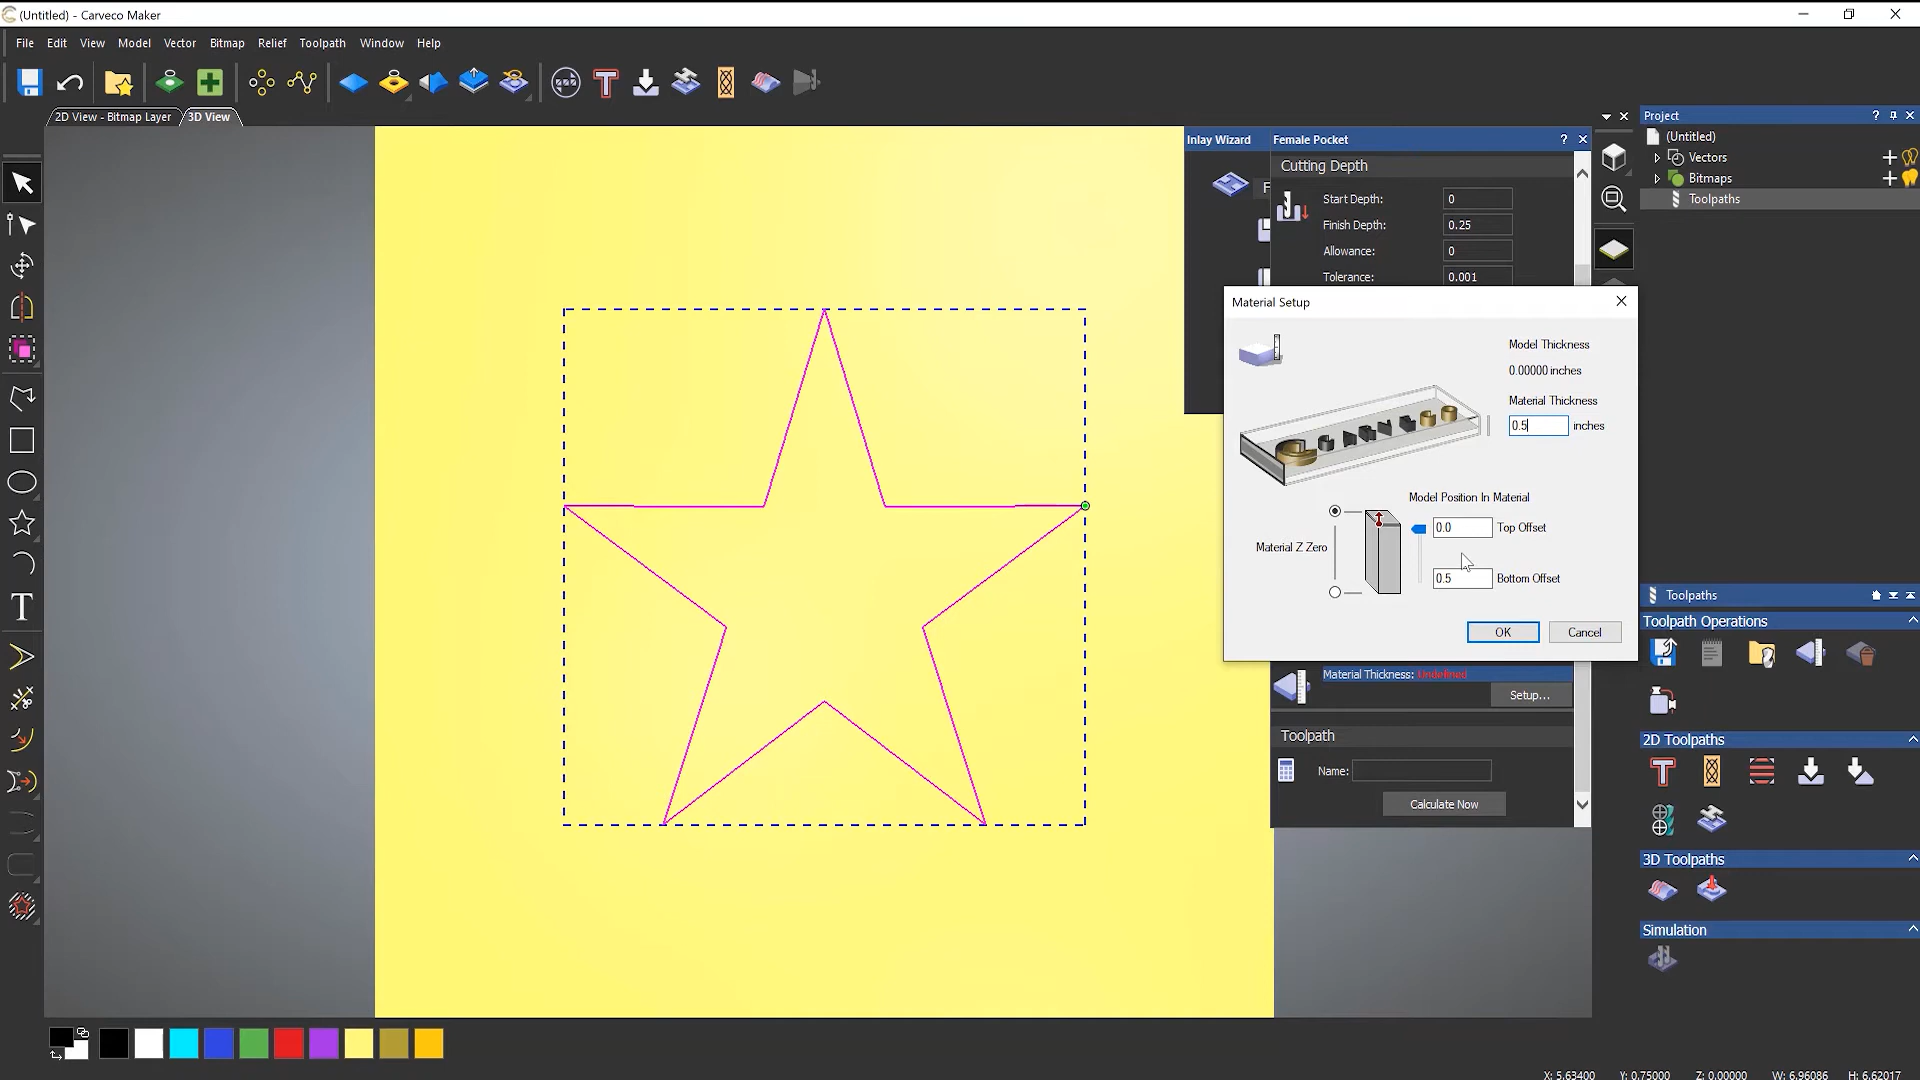 (Untitled) - Carveco Maker
File Edit View Model Vector Bitmap Relief Toolpath Window Help
2D View - Bitmap Layer 3D View
Inlay Wizard
Female Pocket ?
Cutting Depth
Start Depth: 0
Finish Depth: 0.25
Allowance: 0
Tolerance: 0.001
Material Setup
Model Thickness
0.00000 inches
Material Thickness
0.5 inches
Model Position In Material
0.0 Top Offset
Material Z Zero
0.5 Bottom Offset
OK Cancel
Material Thickness: Undefined
Setup...
Toolpath
Name:
Calculate Now
Project ?
(Untitled)
Vectors
Bitmaps
Toolpaths
Toolpaths
Toolpath Operations
2D Toolpaths
3D Toolpaths
Simulation
X: 5.63400 Y: 0.75000 Z: 0.00000 W: 6.96086 H: 6.62017